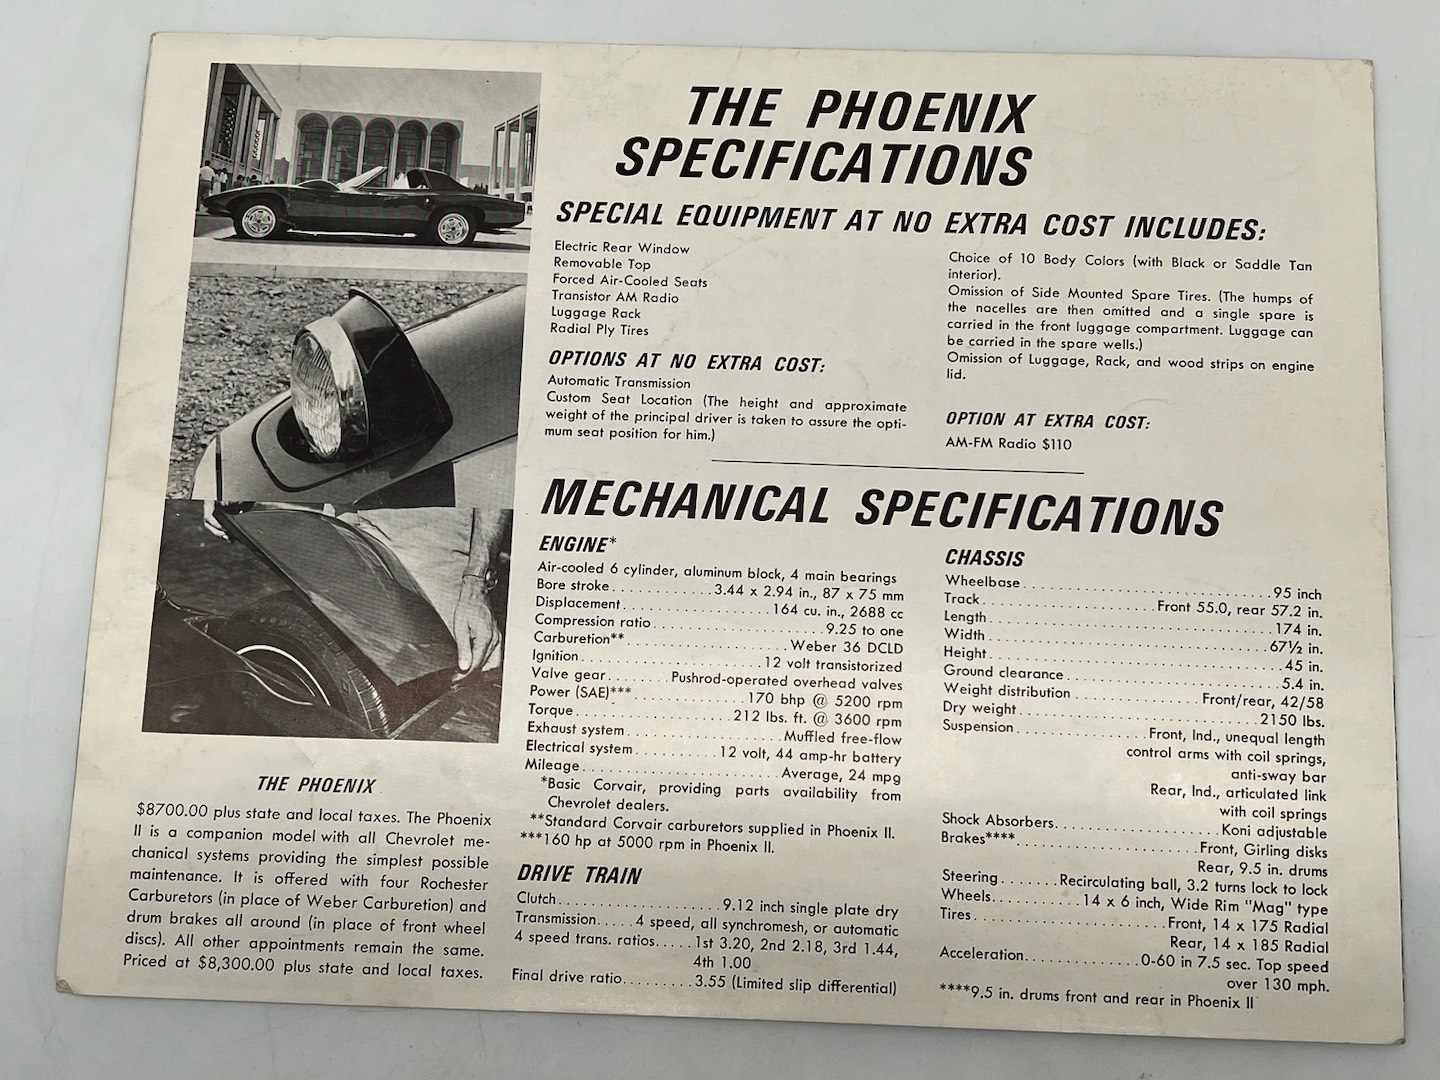 THE PHOENIX
SPECIFICATIONS
SPECIAL EQUIPMENT AT NO EXTRA COST INCLUDES:
Electric Rear Window
Removable Top
Forced Air-Cooled Seats
Transistor AM Radio
Luggage Rack
Radial Ply Tires
OPTIONS AT NO EXTRA COST:
Automatic Transmission
Custom Seat Location (The height and approximate
weight of the principal driver is taken to assure the opti-
mum seat position for him.)
Choice of 10 Body Colors (with Black or Saddle Tan
interior).
Omission of Side Mounted Spare Tires. (The humps of
the nacelles are then omitted and a single spare is
carried in the front luggage compartment. Luggage can
be carried in the spare wells.)
Omission of Luggage, Rack, and wood strips on engine
lid.
OPTION AT EXTRA COST:
AM-FM Radio $110
MECHANICAL SPECIFICATIONS
ENGINE*
Air-cooled 6 cylinder, aluminum block, 4 main bearings
Bore stroke.............3.44 x 2.94 in., 87 x 75 mm
Displacement...................164 cu. in., 2688 cc
Compression ratio......................9.25 to one
Carburetion**.....................Weber 36 DCLD
Ignition.......................12 volt transistorized
Valve gear........Pushrod-operated overhead valves
Power (SAE)***..............170 bhp @ 5200 rpm
Torque....................212 lbs. ft. @ 3600 rpm
Exhaust system....................Muffled free-flow
Electrical system...........12 volt, 44 amp-hr battery
Mileage.........................Average, 24 mpg
*Basic Corvair, providing parts availability from
Chevrolet dealers.
**Standard Corvair carburetors supplied in Phoenix II.
***160 hp at 5000 rpm in Phoenix II.
DRIVE TRAIN
Clutch.....................9.12 inch single plate dry
Transmission.....4 speed, all synchromesh, or automatic
4 speed trans. ratios.....1st 3.20, 2nd 2.18, 3rd 1.44,
4th 1.00
Final drive ratio.........3.55 (Limited slip differential)
CHASSIS
Wheelbase...............................95 inch
Track......................Front 55.0, rear 57.2 in.
Length....................................174 in.
Width....................................67½ in.
Height.....................................45 in.
Ground clearance............................5.4 in.
Weight distribution.................Front/rear, 42/58
Dry weight..............................2150 lbs.
Suspension.................Front, Ind., unequal length
control arms with coil springs,
anti-sway bar
Rear, Ind., articulated link
with coil springs
Shock Absorbers.....................Koni adjustable
Brakes****.......................Front, Girling disks
Rear, 9.5 in. drums
Steering.......Recirculating ball, 3.2 turns lock to lock
Wheels...........14 x 6 inch, Wide Rim "Mag" type
Tires.........................Front, 14 x 175 Radial
Rear, 14 x 185 Radial
Acceleration..............0-60 in 7.5 sec. Top speed
over 130 mph.
****9.5 in. drums front and rear in Phoenix II
THE PHOENIX
$8700.00 plus state and local taxes. The Phoenix
II is a companion model with all Chevrolet me-
chanical systems providing the simplest possible
maintenance. It is offered with four Rochester
Carburetors (in place of Weber Carburetion) and
drum brakes all around (in place of front wheel
discs). All other appointments remain the same.
Priced at $8,300.00 plus state and local taxes.